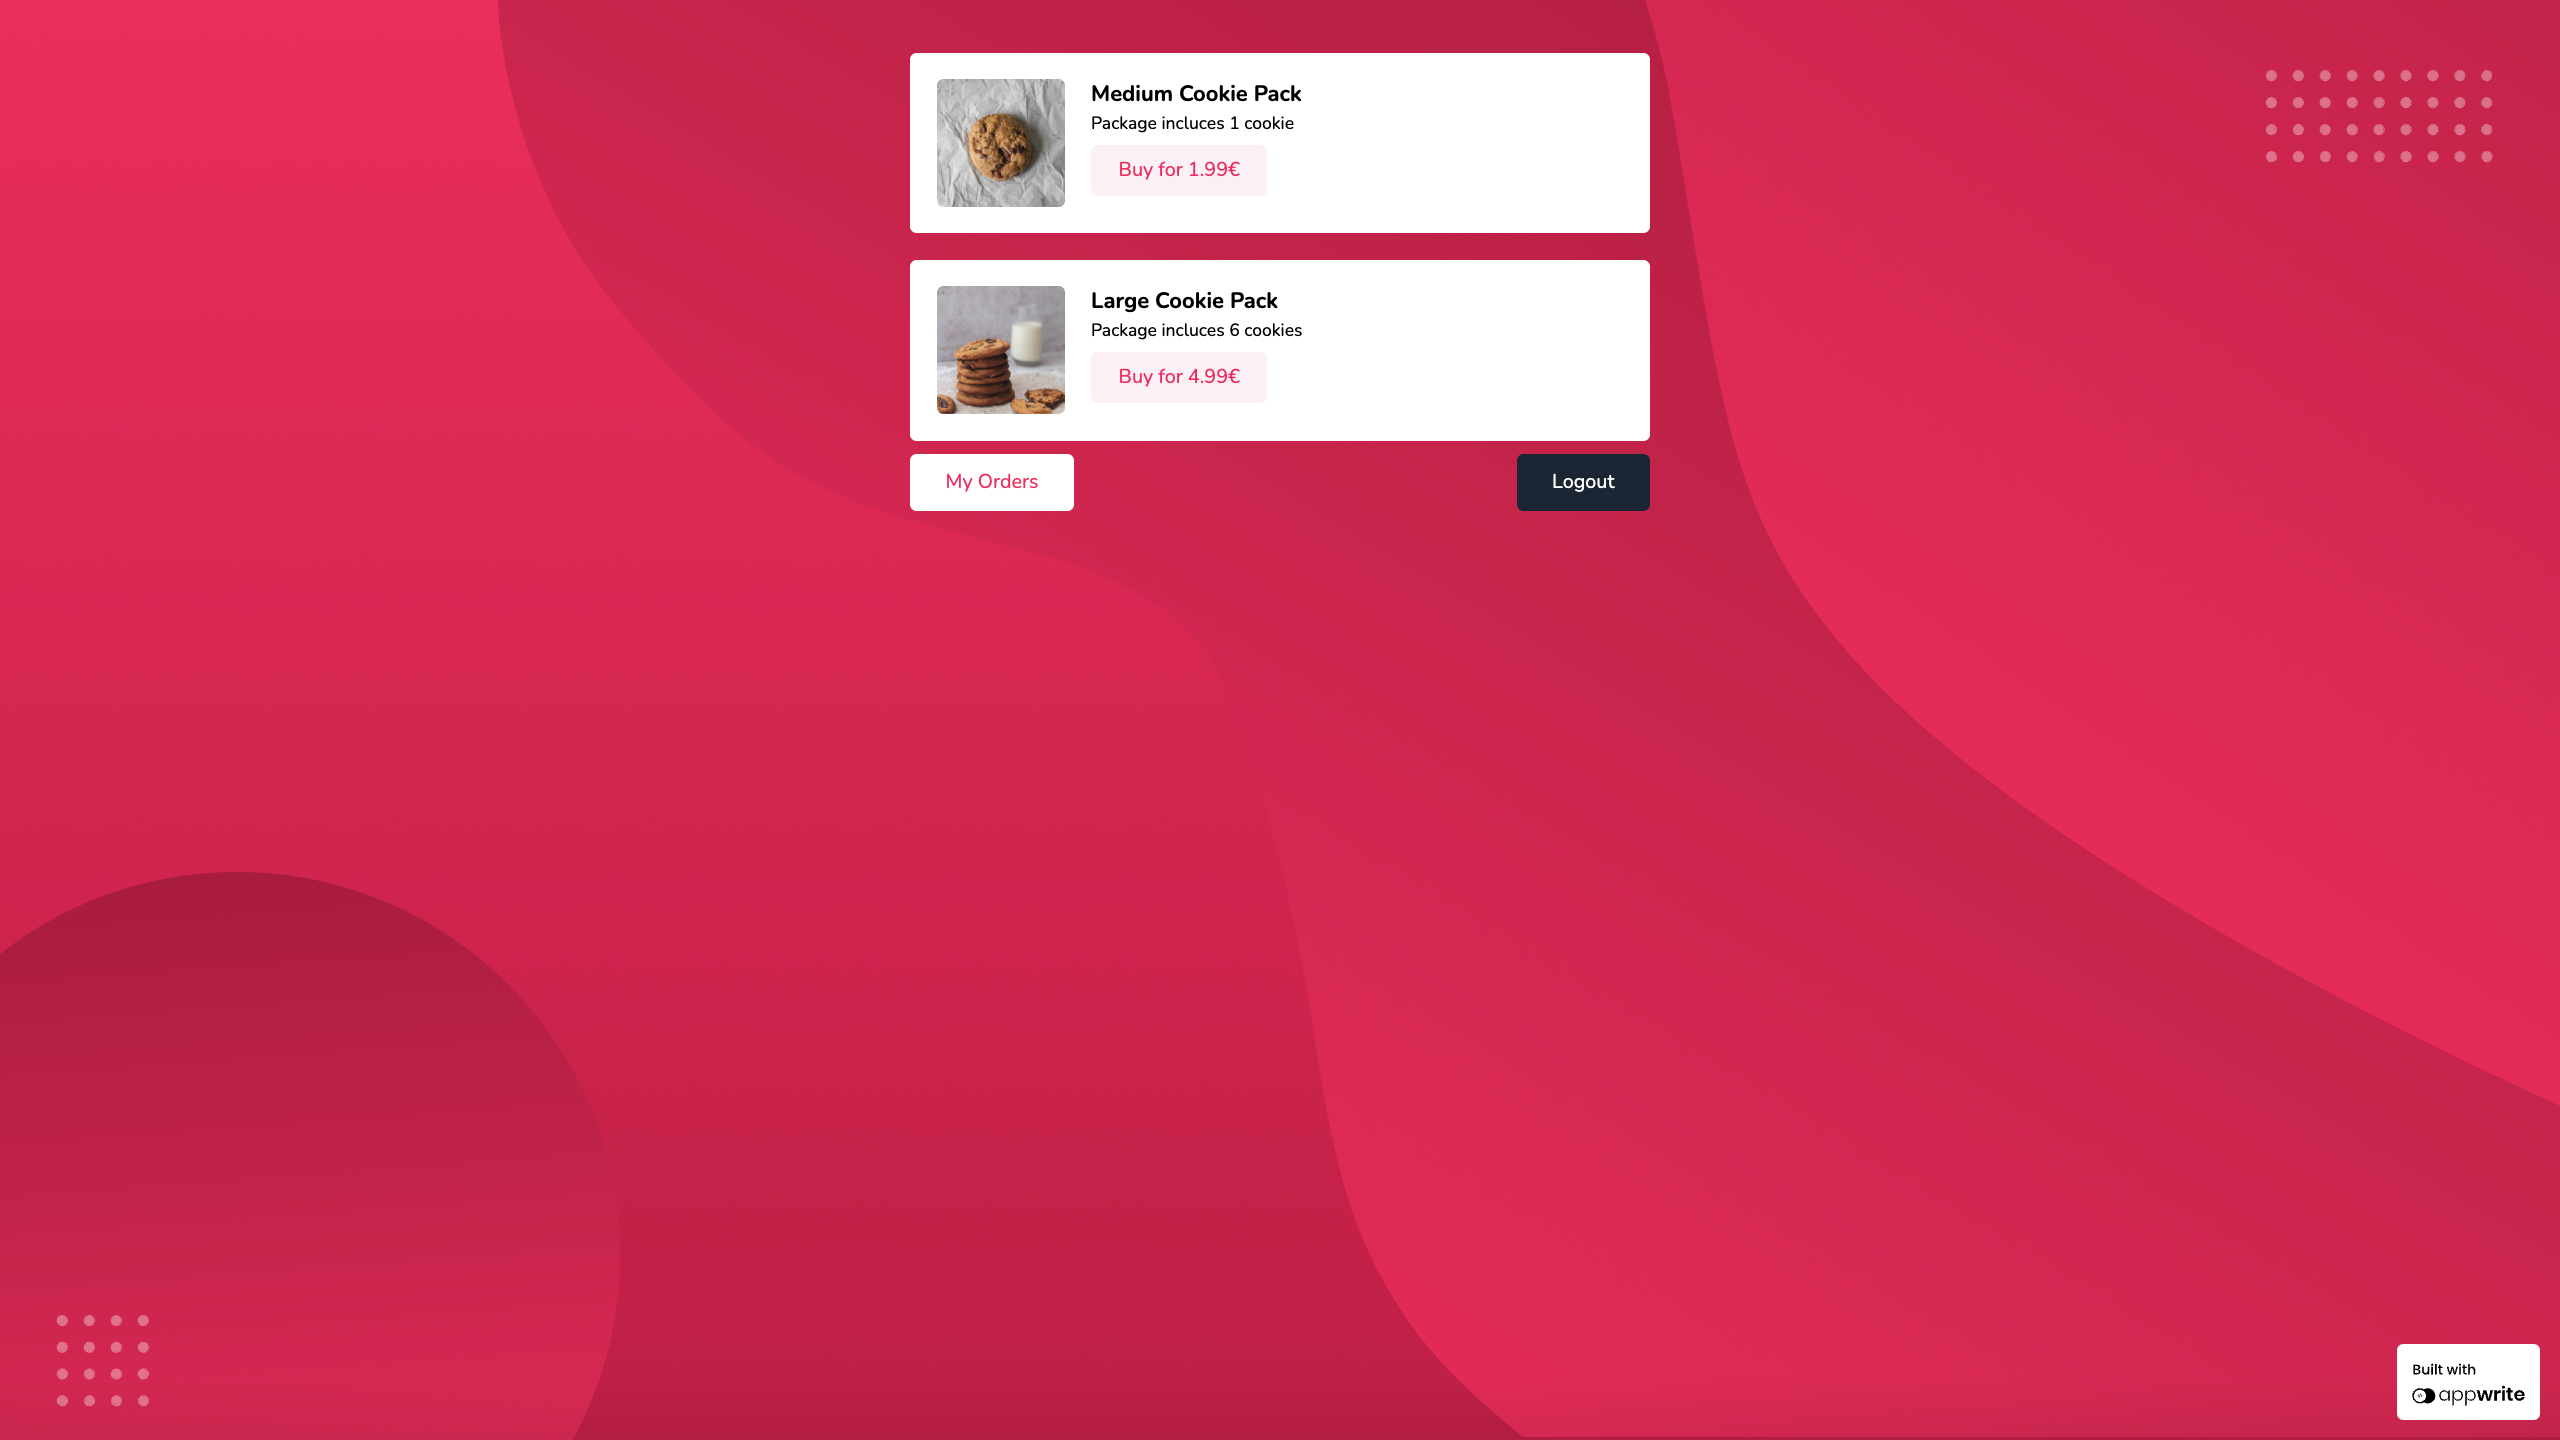 Medium Cookie Pack
Package incluces 1 cookie
Buy for 1.99€
Large Cookie Pack
Package incluces 6 cookies
Buy for 4.99€
My Orders
Logout
Built with
appwrite